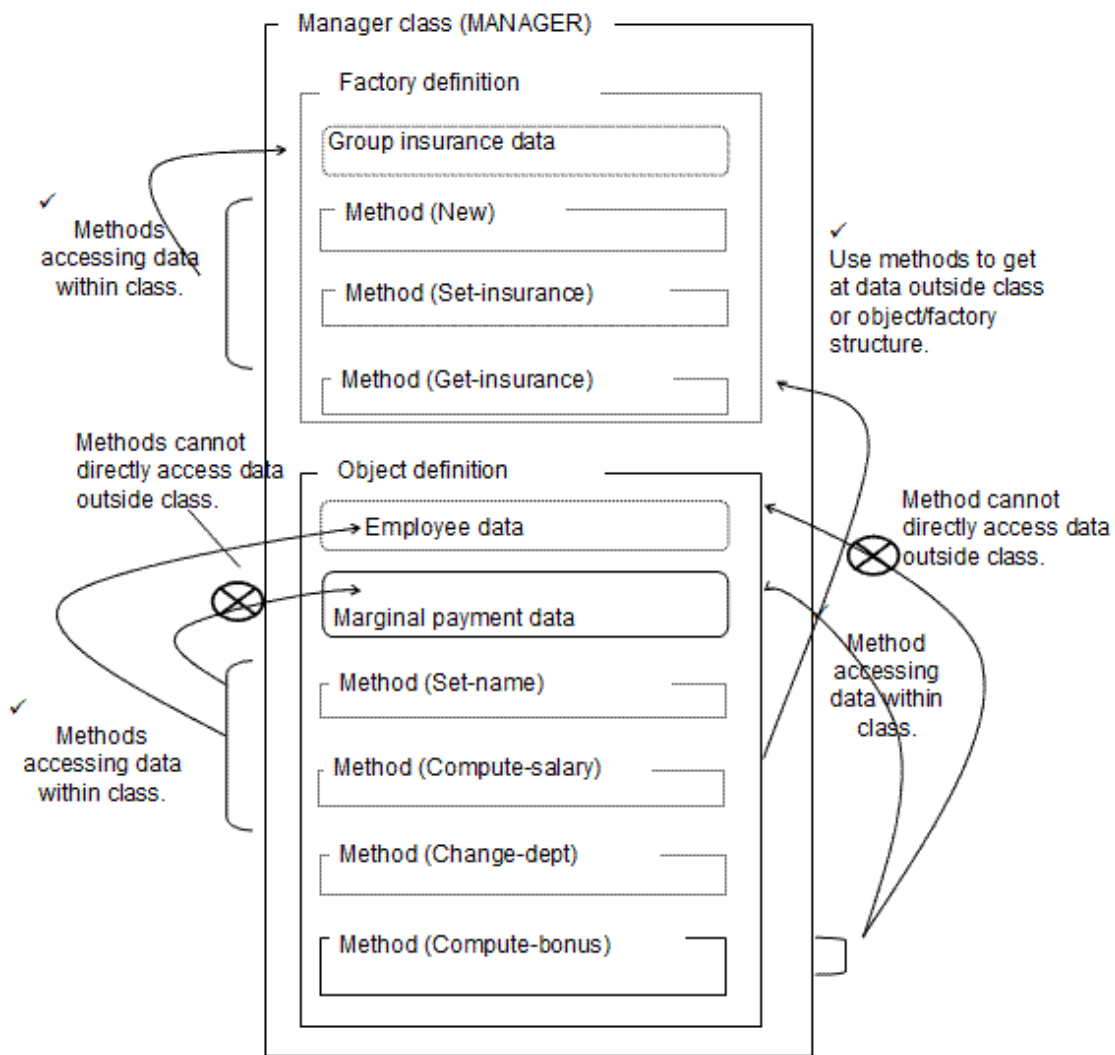 Manager class (MANAGER)
Factory definition
Group insurance data
Method (New)
Method (Set-insurance)
Method (Get-insurance)
✓
Methods
accessing data
within class.
✓
Use methods to get
at data outside class
or object/factory
structure.
Methods cannot
directly access data
outside class.
Object definition
Employee data
Marginal payment data
Method (Set-name)
Method (Compute-salary)
Method (Change-dept)
Method (Compute-bonus)
Method cannot
directly access data
outside class.
Method
accessing
data within
class.
✓
Methods
accessing data
within class.